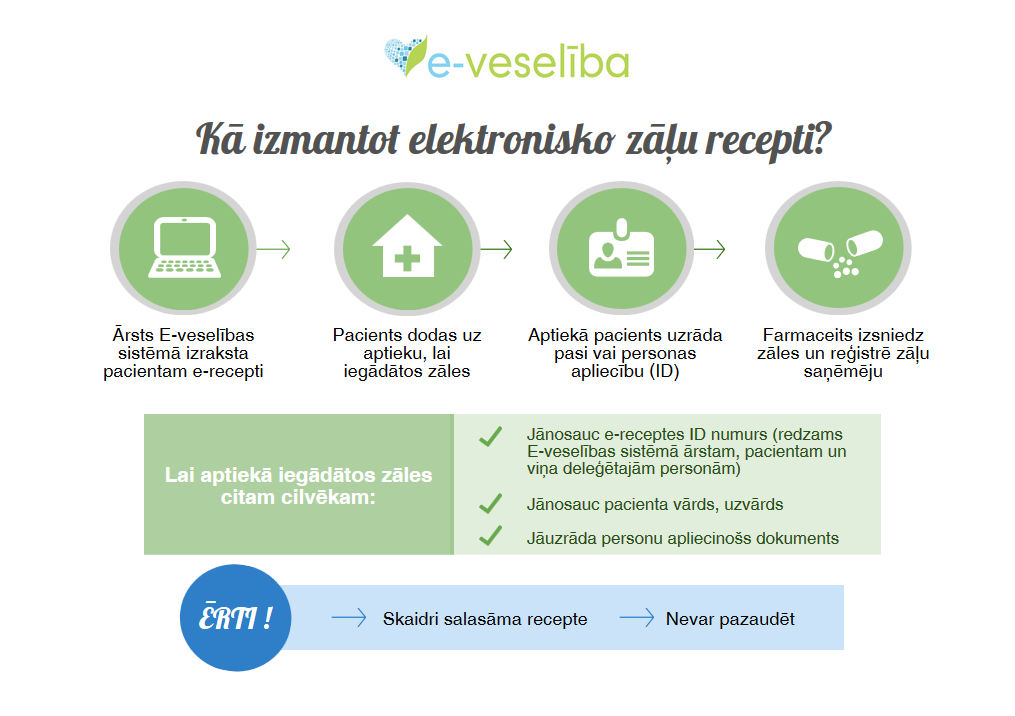 e-veselība
Kā izmantot elektronisko zāļu recepti?
Ārsts E-veselības
sistēmā izraksta
pacientam e-recepti
Pacients dodas uz
aptieku, lai
iegādātos zāles
Aptiekā pacients uzrāda
pasi vai personas
apliecību (ID)
Farmaceits izsniedz
zāles un reģistrē zāļu
saņēmēju
Lai aptiekā iegādātos zāles
citam cilvēkam:
Jānosauc e-receptes ID numurs (redzams
E-veselības sistēmā ārstam, pacientam un
viņa deleģētajām personām)
Jānosauc pacienta vārds, uzvārds
Jāuzrāda personu apliecinošs dokuments
ĒRTI !
Skaidri salasāma recepte
Nevar pazaudēt